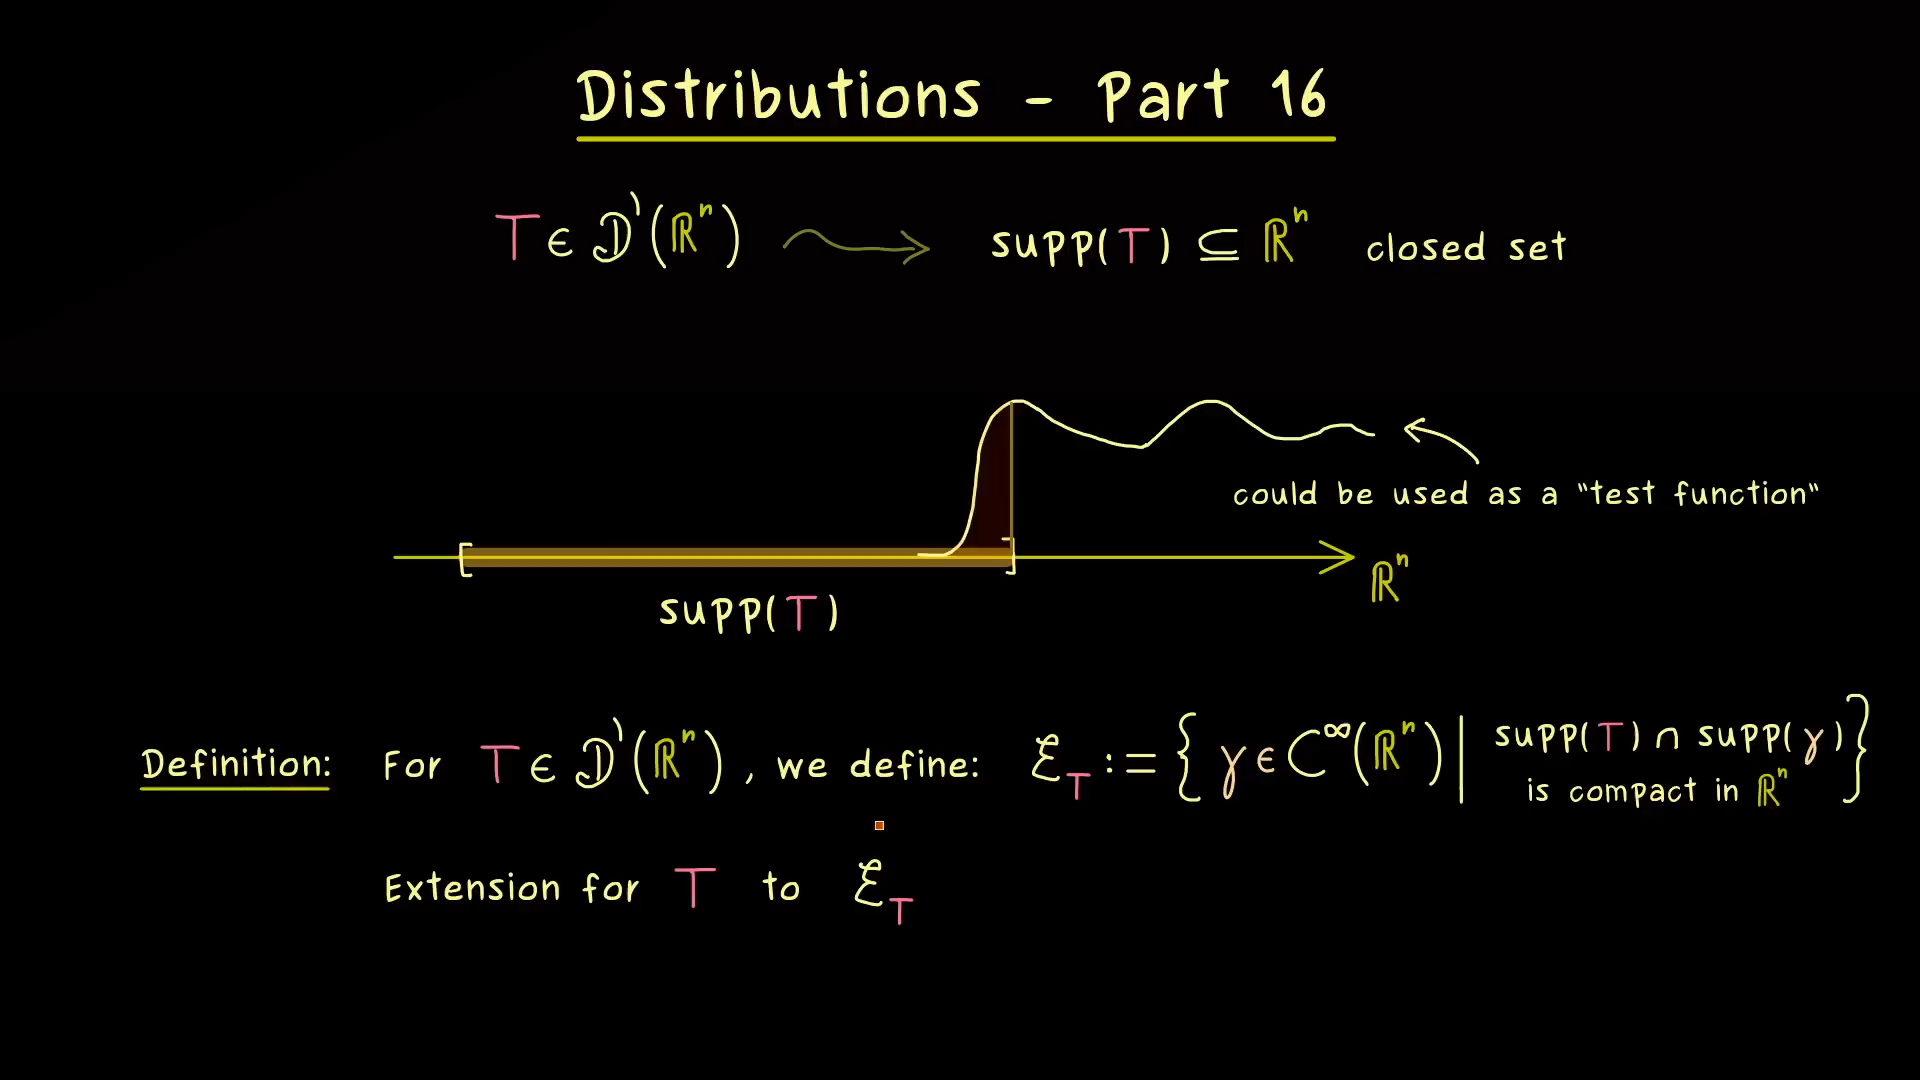 Distributions - Part 16
T ∈ 𝒟'(ℝⁿ) ⟿ supp(T) ⊆ ℝⁿ closed set
could be used as a "test function"
ℝⁿ
supp(T)
Definition: For T ∈ 𝒟'(ℝⁿ), we define: ℰ_T := { γ ∈ C^∞(ℝⁿ) | supp(T) ∩ supp(γ) }
is compact in ℝⁿ
Extension for T to ℰ_T